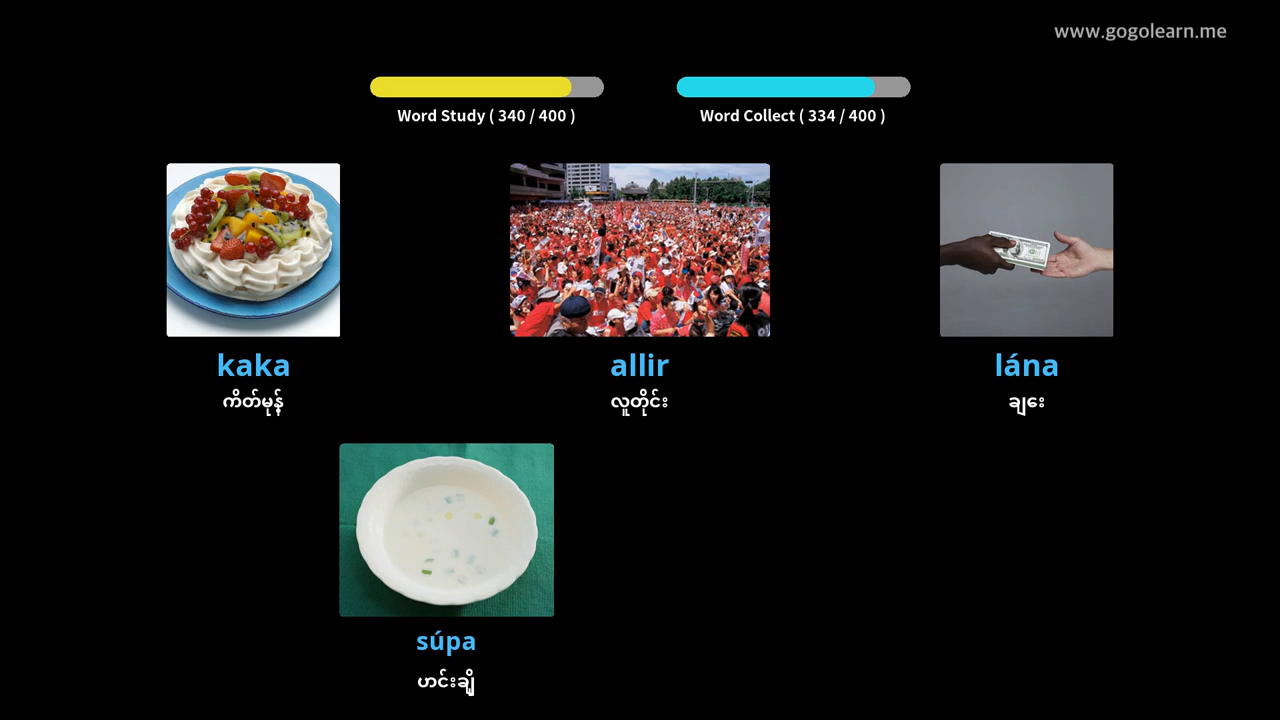 www.gogolearn.me
Word Study ( 340 / 400 )
Word Collect ( 334 / 400 )
kaka
ကိတ်မုန့်
allir
လူတိုင်း
lána
ချေး
súpa
ဟင်းချို